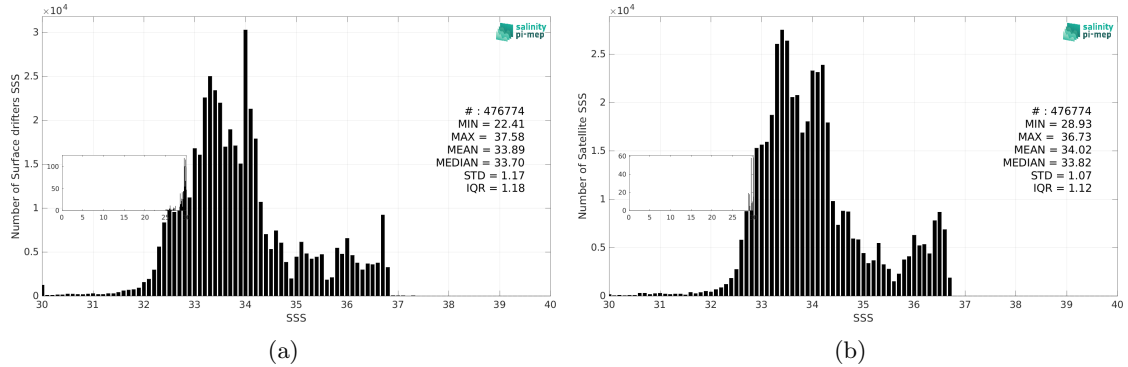 ×10⁴
3
2.5
2
1.5
1
0.5
0
30 31 32 33 34 35 36 37 38 39 40
Number of Surface drifters SSS
SSS
salinity
pi-mep
# : 476774
MIN = 22.41
MAX = 37.58
MEAN = 33.89
MEDIAN = 33.70
STD = 1.17
IQR = 1.18
100
50
0
0 5 10 15 20 25 30
(a)
×10⁴
2.5
2
1.5
1
0.5
0
30 31 32 33 34 35 36 37 38 39 40
Number of Satellite SSS
SSS
salinity
pi-mep
# : 476774
MIN = 28.93
MAX = 36.73
MEAN = 34.02
MEDIAN = 33.82
STD = 1.07
IQR = 1.12
60
40
20
0
0 5 10 15 20 25
(b)